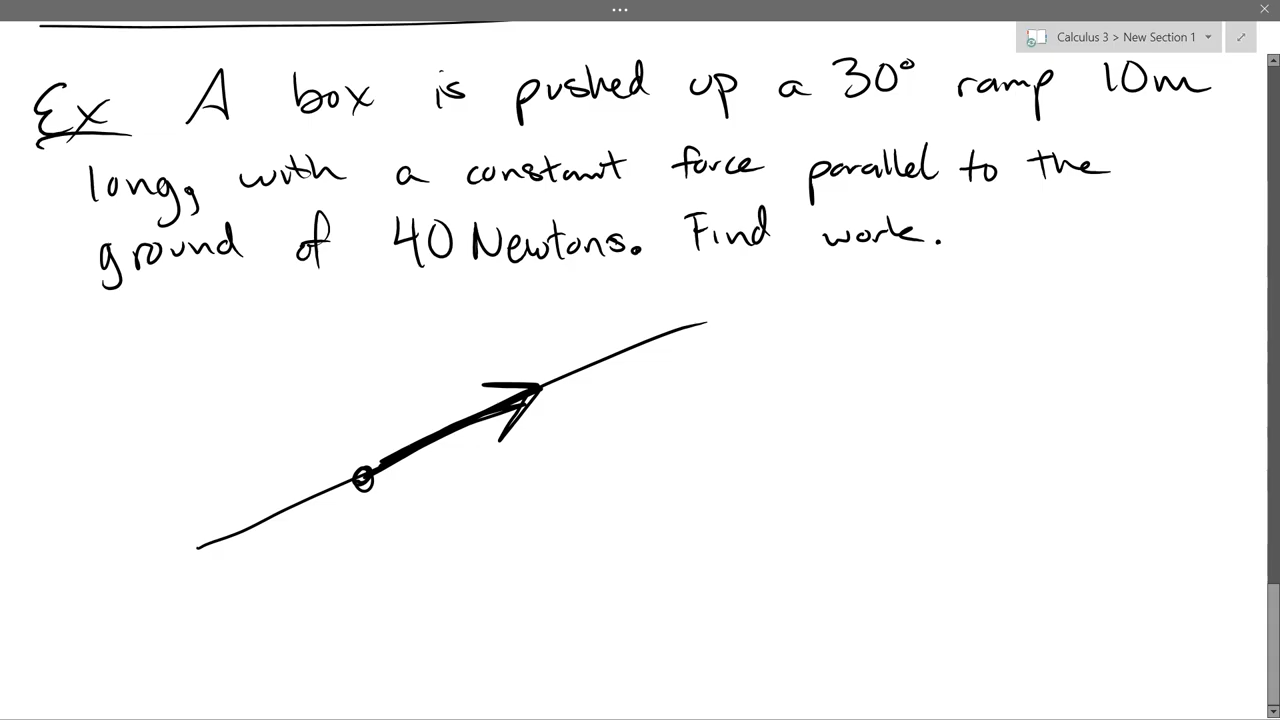 Calculus 3 > New Section 1
Ex A box is pushed up a 30° ramp 10m
long, with a constant force parallel to the
ground of 40 Newtons. Find work.